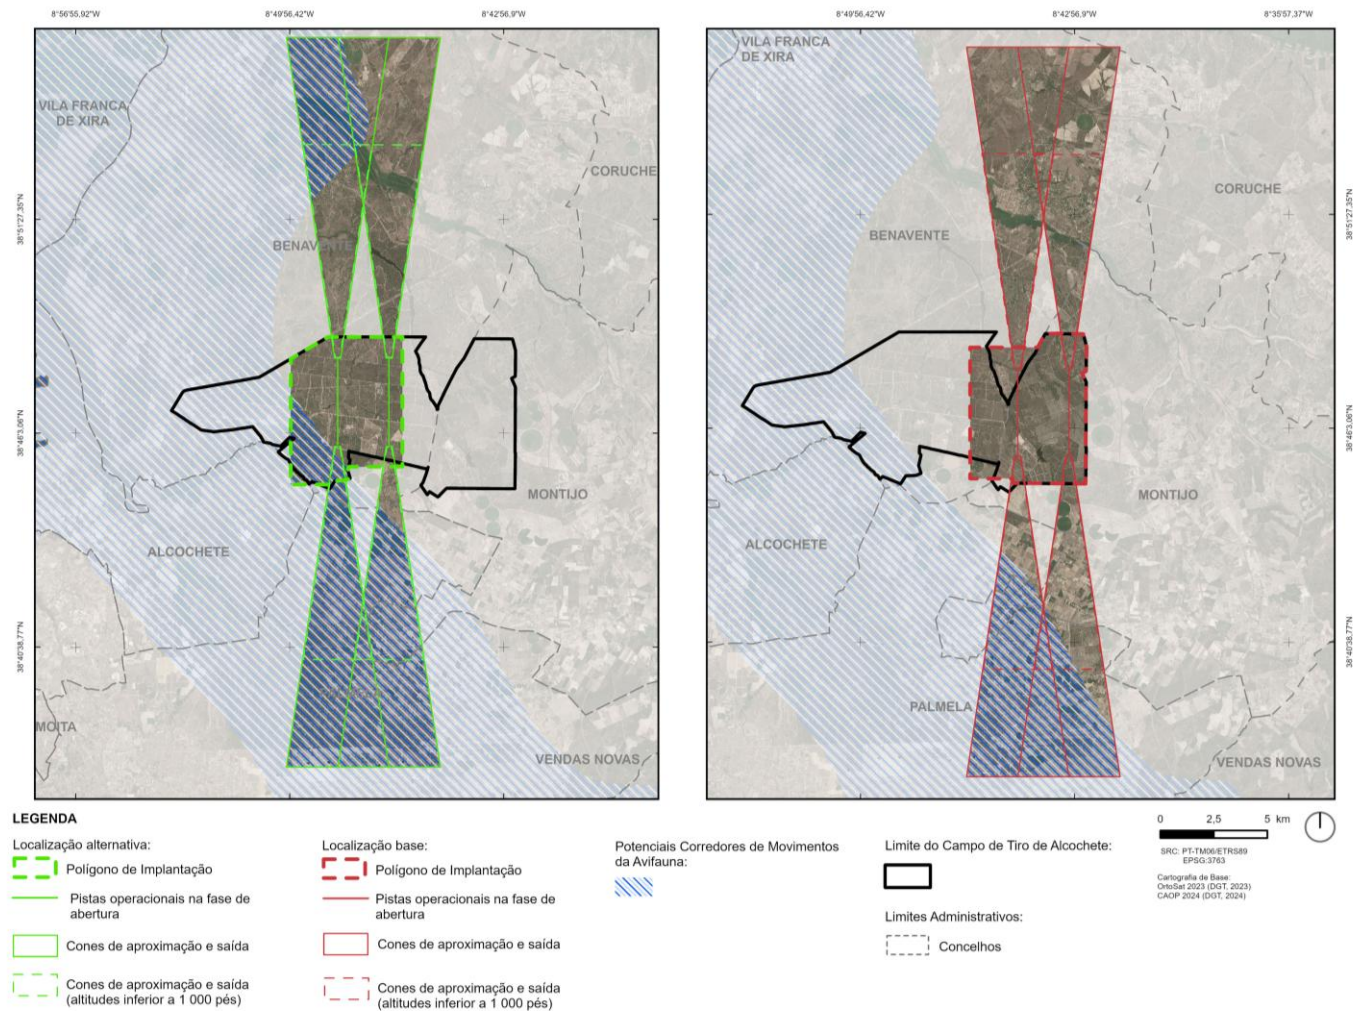 8°56'55,92"W
8°49'56,42"W
8°42'56,9"W
8°49'56,42"W
8°42'56,9"W
8°35'57,37"W
38°51'27,35"N
38°46'3,06"N
38°40'38,77"N
VILA FRANCA
DE XIRA
CORUCHE
BENAVENTE
MONTIJO
ALCOCHETE
PALMELA
MOITA
VENDAS NOVAS
VILA FRANCA
DE XIRA
CORUCHE
BENAVENTE
MONTIJO
ALCOCHETE
PALMELA
VENDAS NOVAS
38°51'27,35"N
38°46'3,06"N
38°40'38,77"N
LEGENDA
Localização alternativa:
Polígono de Implantação
Pistas operacionais na fase de
abertura
Cones de aproximação e saída
Cones de aproximação e saída
(altitudes inferior a 1 000 pés)
Localização base:
Polígono de Implantação
Pistas operacionais na fase de
abertura
Cones de aproximação e saída
Cones de aproximação e saída
(altitudes inferior a 1 000 pés)
Potenciais Corredores de Movimentos
da Avifauna:
Limite do Campo de Tiro de Alcochete:
Limites Administrativos:
Concelhos
0 2,5 5 km
SRC: PT-TM06/ETRS89
EPSG:3763
Cartografia de Base:
OrtoSat 2023 (DGT, 2023)
CAOP 2024 (DGT, 2024)